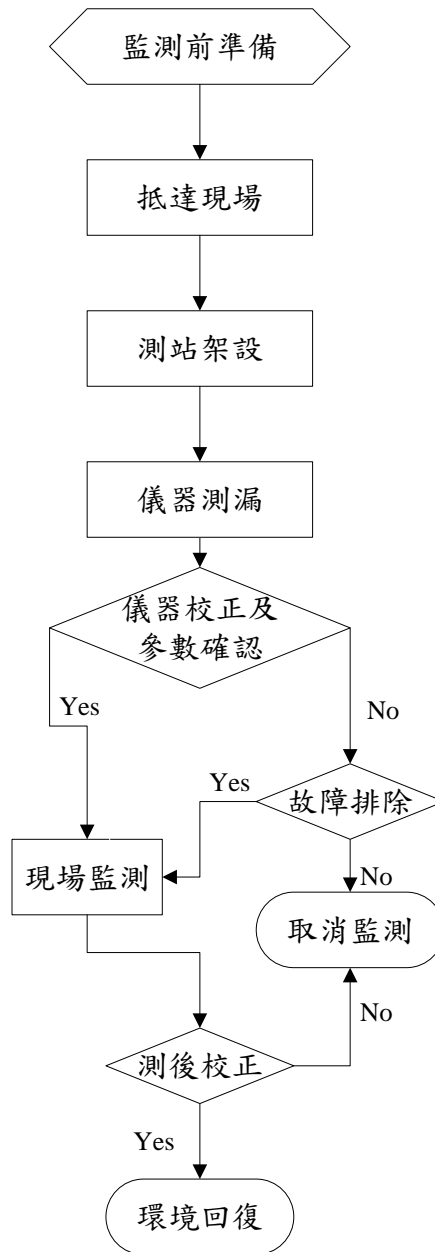 監測前準備
抵達現場
測站架設
儀器測漏
儀器校正及
參數確認
Yes
No
Yes
故障排除
現場監測
No
取消監測
No
測後校正
Yes
環境回復